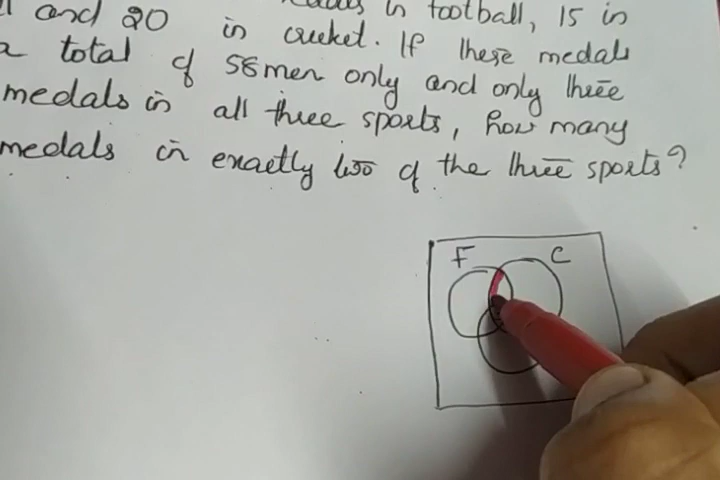 and 20 in cricket. If these medals
in football, 15 in
total of 58 men only and only three
medals in all three sports, how many
medals in exactly two of the three sports?
F C